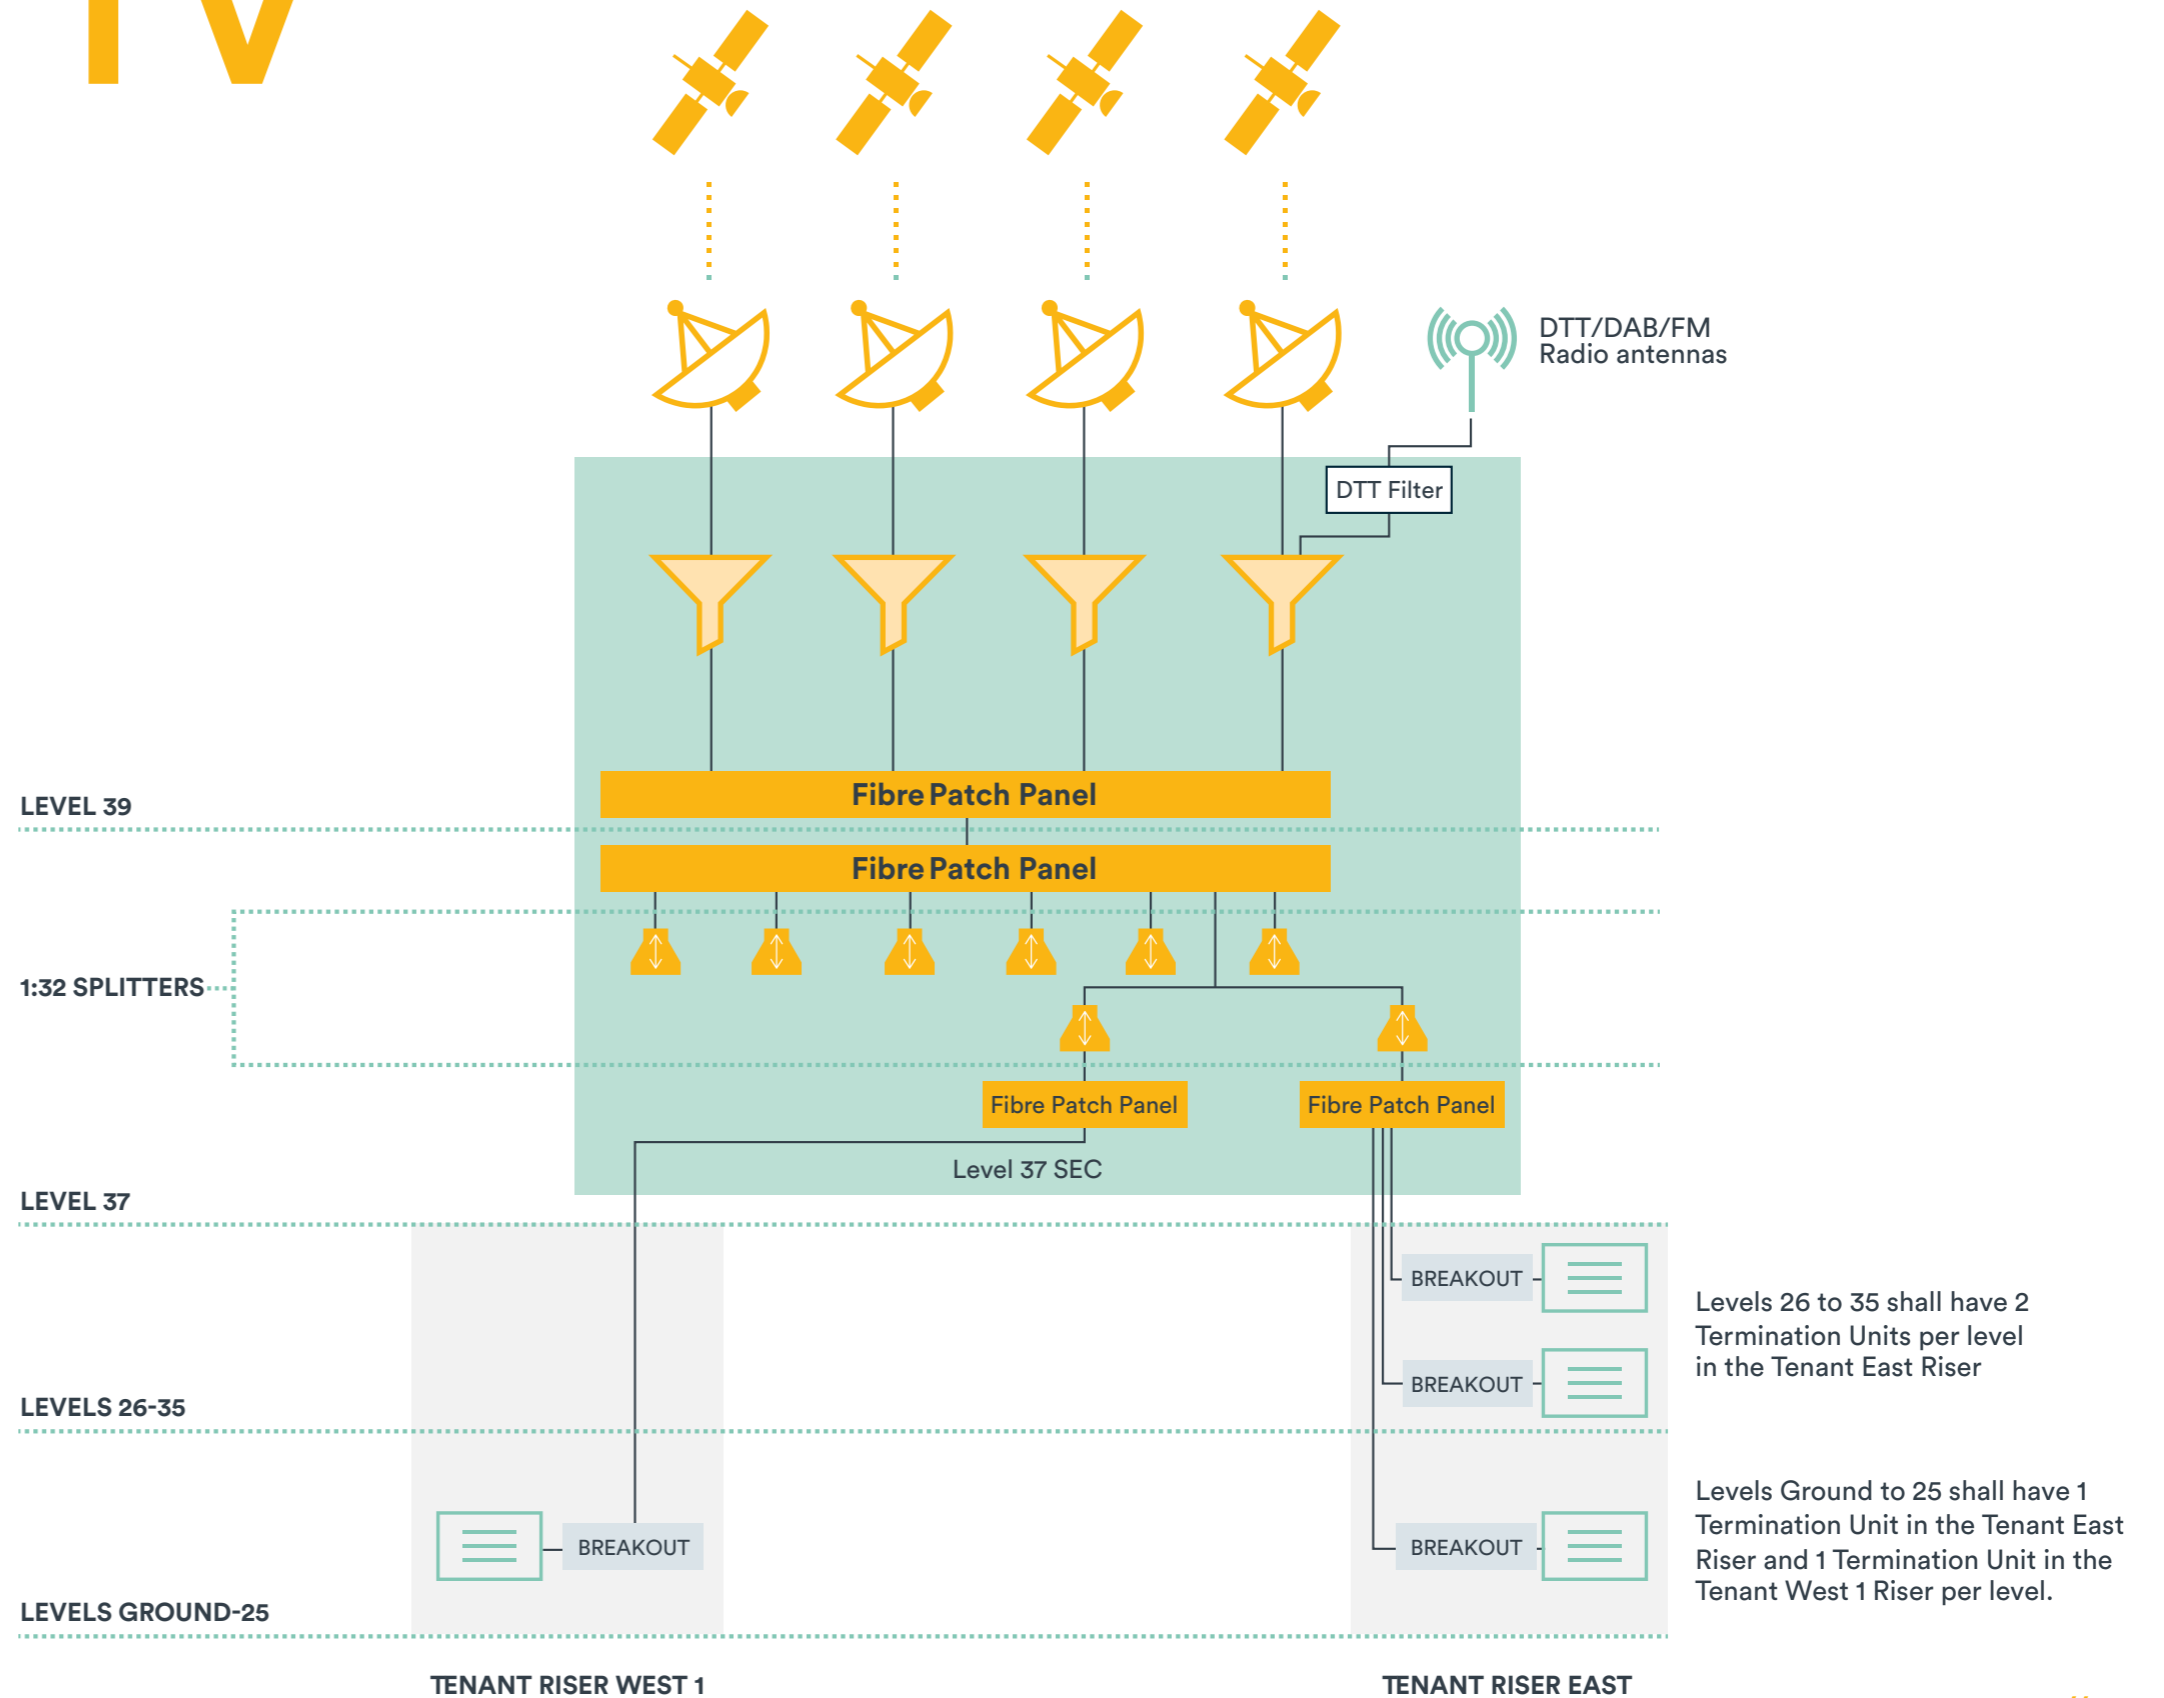 TV
DTT/DAB/FM
Radio antennas
DTT Filter
LEVEL 39
Fibre Patch Panel
Fibre Patch Panel
1:32 SPLITTERS
Fibre Patch Panel
Fibre Patch Panel
Level 37 SEC
LEVEL 37
BREAKOUT
BREAKOUT
Levels 26 to 35 shall have 2
Termination Units per level
in the Tenant East Riser
LEVELS 26-35
BREAKOUT
BREAKOUT
Levels Ground to 25 shall have 1
Termination Unit in the Tenant East
Riser and 1 Termination Unit in the
Tenant West 1 Riser per level.
LEVELS GROUND-25
TENANT RISER WEST 1
TENANT RISER EAST